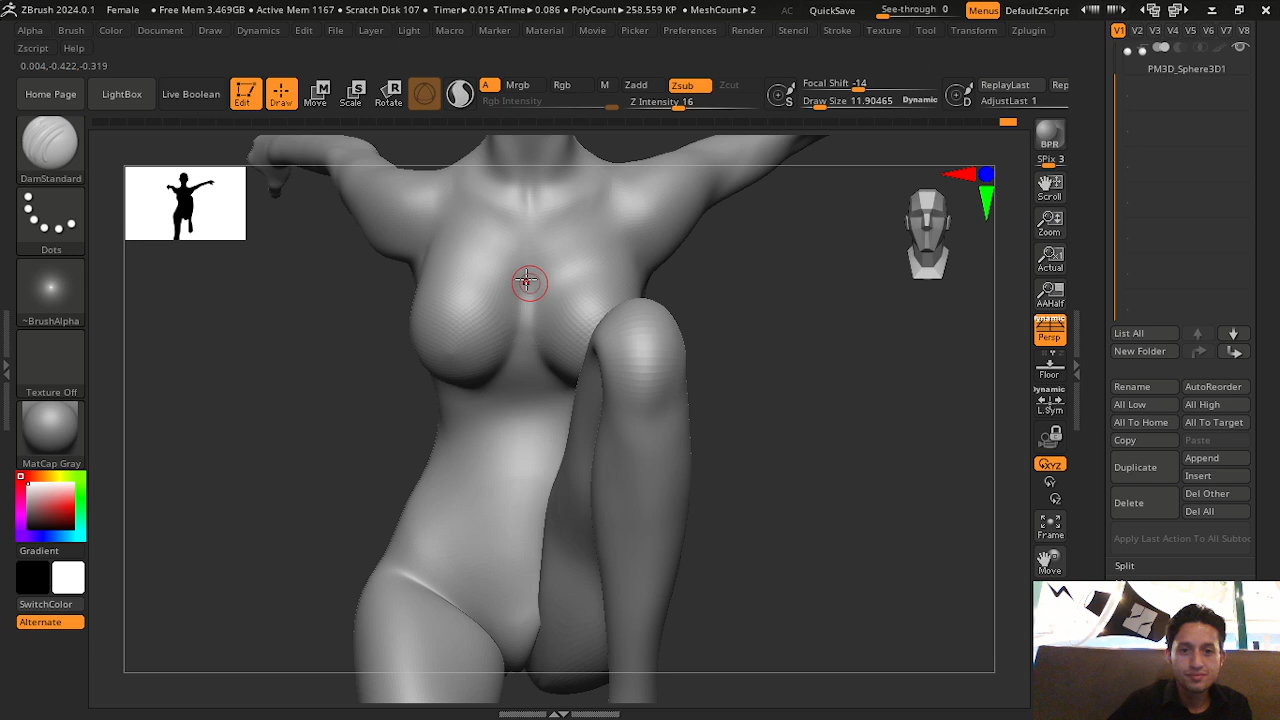 ZBrush 2024.0.1 Female • Free Mem 3.469GB • Active Mem 1167 • Scratch Disk 107 • Timer▸0.015 ATime▸0.086 • PolyCount▸258.559 KP • MeshCount▸2 AC QuickSave See-through 0 Menus DefaultZScript
Alpha Brush Color Document Draw Dynamics Edit File Layer Light Macro Marker Material Movie Picker Preferences Render Stencil Stroke Texture Tool Transform Zplugin
Zscript Help
0.004,-0.422,-0.319
V1 V2 V3 V4 V5 V6 V7 V8
PM3D_Sphere3D1
Home Page LightBox Live Boolean Edit Draw Move Scale Rotate
A Mrgb Rgb M Zadd Zsub Zcut
Rgb Intensity Z Intensity 16
S Focal Shift -14
Draw Size 11.90465 Dynamic
D ReplayLast Rep
AdjustLast 1
DamStandard
Dots
~BrushAlpha
Texture Off
MatCap Gray
Gradient
SwitchColor
Alternate
BPR
SPix 3
Scroll
Zoom
Actual
AAHalf
Dynamic
Persp
Floor
Dynamic
L.Sym
XYZ
Y
Z
Frame
Move
List All
New Folder
Rename AutoReorder
All Low All High
All To Home All To Target
Copy Paste
Duplicate Append
Insert
Delete Del Other
Del All
Apply Last Action To All Subtoo
Split